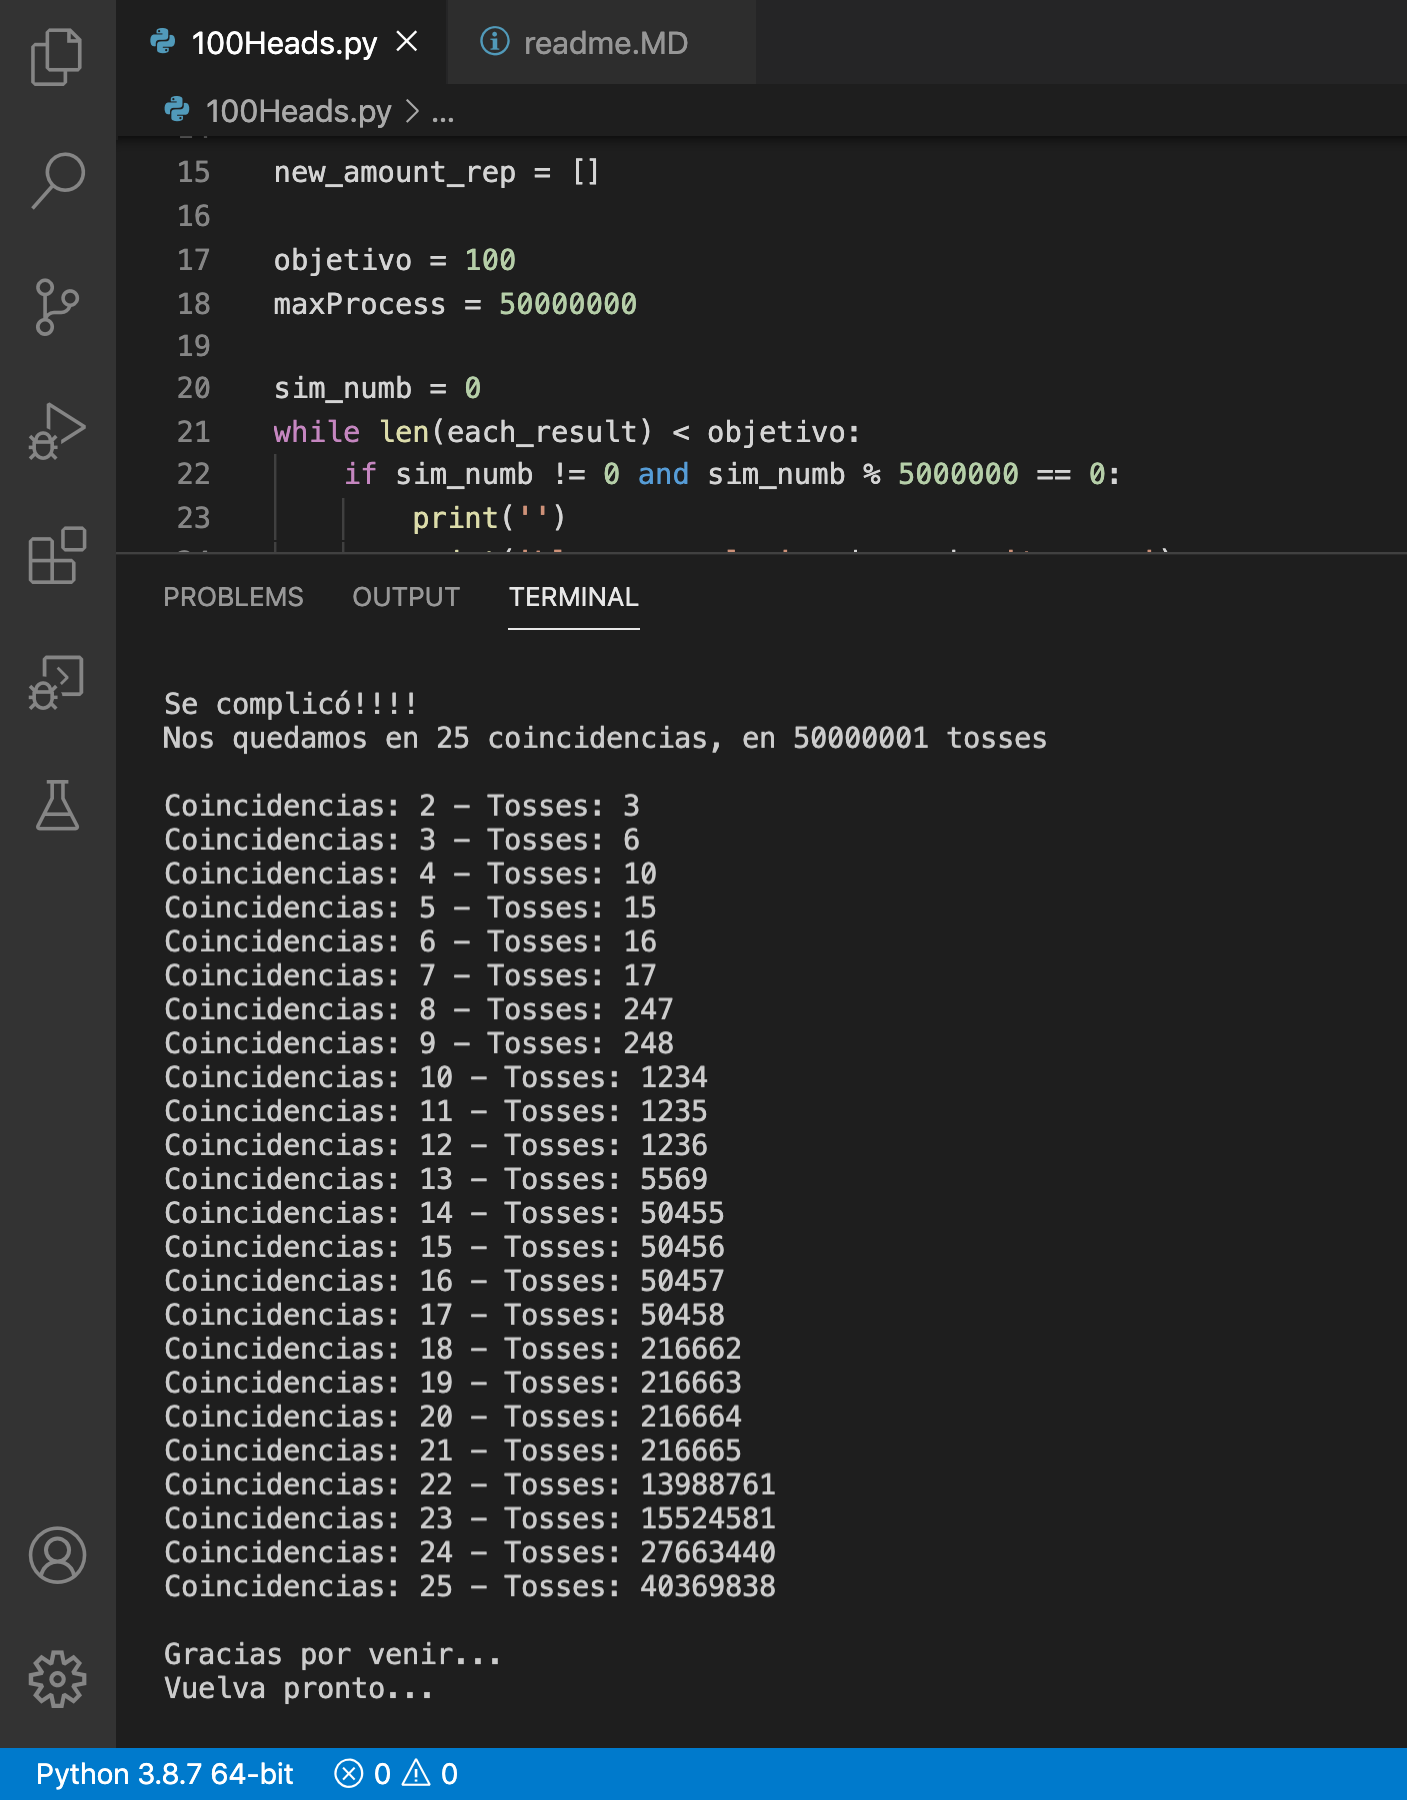 100Heads.py
readme.MD
100Heads.py > ...
15 new_amount_rep = []
16
17 objetivo = 100
18 maxProcess = 50000000
19
20 sim_numb = 0
21 while len(each_result) < objetivo:
22 if sim_numb != 0 and sim_numb % 5000000 == 0:
23 print('')
PROBLEMS OUTPUT TERMINAL
Se complicó!!!!
Nos quedamos en 25 coincidencias, en 50000001 tosses
Coincidencias: 2 – Tosses: 3
Coincidencias: 3 – Tosses: 6
Coincidencias: 4 – Tosses: 10
Coincidencias: 5 – Tosses: 15
Coincidencias: 6 – Tosses: 16
Coincidencias: 7 – Tosses: 17
Coincidencias: 8 – Tosses: 247
Coincidencias: 9 – Tosses: 248
Coincidencias: 10 – Tosses: 1234
Coincidencias: 11 – Tosses: 1235
Coincidencias: 12 – Tosses: 1236
Coincidencias: 13 – Tosses: 5569
Coincidencias: 14 – Tosses: 50455
Coincidencias: 15 – Tosses: 50456
Coincidencias: 16 – Tosses: 50457
Coincidencias: 17 – Tosses: 50458
Coincidencias: 18 – Tosses: 216662
Coincidencias: 19 – Tosses: 216663
Coincidencias: 20 – Tosses: 216664
Coincidencias: 21 – Tosses: 216665
Coincidencias: 22 – Tosses: 13988761
Coincidencias: 23 – Tosses: 15524581
Coincidencias: 24 – Tosses: 27663440
Coincidencias: 25 – Tosses: 40369838
Gracias por venir...
Vuelva pronto...
Python 3.8.7 64-bit 0 0